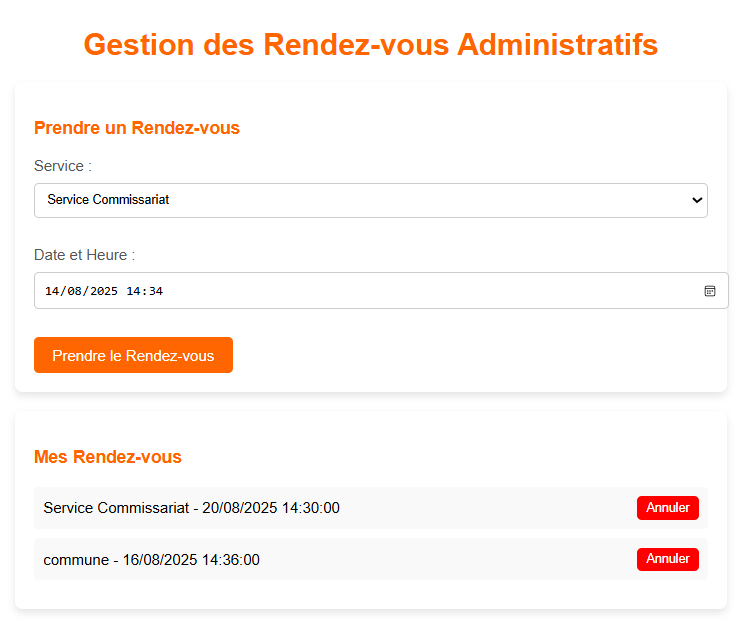 Gestion des Rendez-vous Administratifs
Prendre un Rendez-vous
Service :
Service Commissariat
Date et Heure :
14/08/2025 14:34
Prendre le Rendez-vous
Mes Rendez-vous
Service Commissariat - 20/08/2025 14:30:00 Annuler
commune - 16/08/2025 14:36:00 Annuler